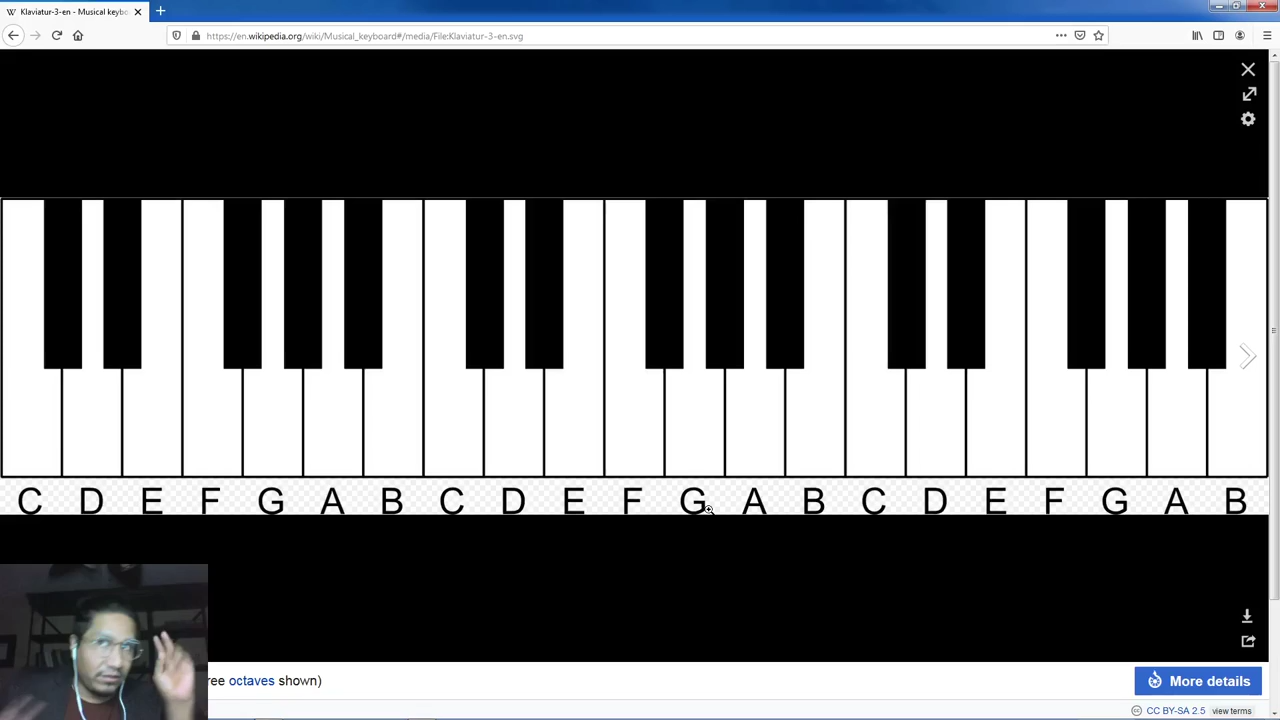 Klaviatur-3-en - Musical keybo
https://en.wikipedia.org/wiki/Musical_keyboard#/media/File:Klaviatur-3-en.svg
C D E F G A B C D E F G A B C D E F G A B
ree octaves shown)
More details
CC BY-SA 2.5 view terms